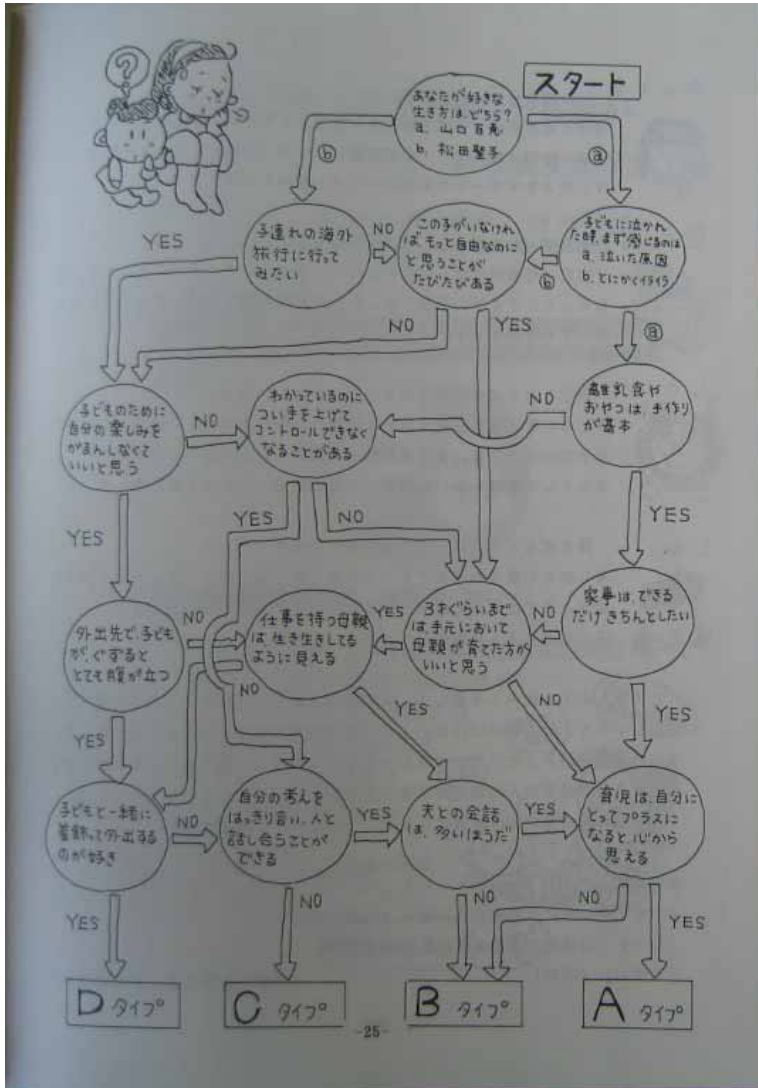 スタート
?
あなたが好きな
生き方は、どちら?
a. 山口百恵
b. 松田聖子
ⓑ
ⓐ
子連れの海外
旅行に行って
みたい
NO
この子がいなけれ
ば、もっと自由なのに
と思うことが
たびたびある
ⓑ
子どもに泣かれ
た時、まず感じるのは
a. 泣いた原因
b. とにかくイライラ
YES
NO
YES
ⓐ
子どものために
自分の楽しみを
がまんしなくて
いいと思う
NO
わかっているのに
つい手を上げて
コントロールできなく
なることがある
NO
離乳食や
おやつは、手作り
が基本
YES
YES
NO
YES
外出先で、子ども
が、ぐずると
とても腹が立つ
NO
仕事を持つ母親
は、生き生きしてる
ように見える
YES
3才ぐらいまで
は、手元において
母親が育てた方が
いいと思う
NO
家事は、できる
だけきちんとしたい
YES
NO
YES
NO
YES
子どもと一緒に
着飾って外出する
のが好き
NO
自分の考えを
はっきり言い、人と
話し合うことが
できる
YES
夫との会話
は、多いほうだ
YES
育児は、自分に
とってプラスに
なると、心から
思える
YES
NO
NO
NO
YES
D タイプ
C タイプ
B タイプ
A タイプ
-25-